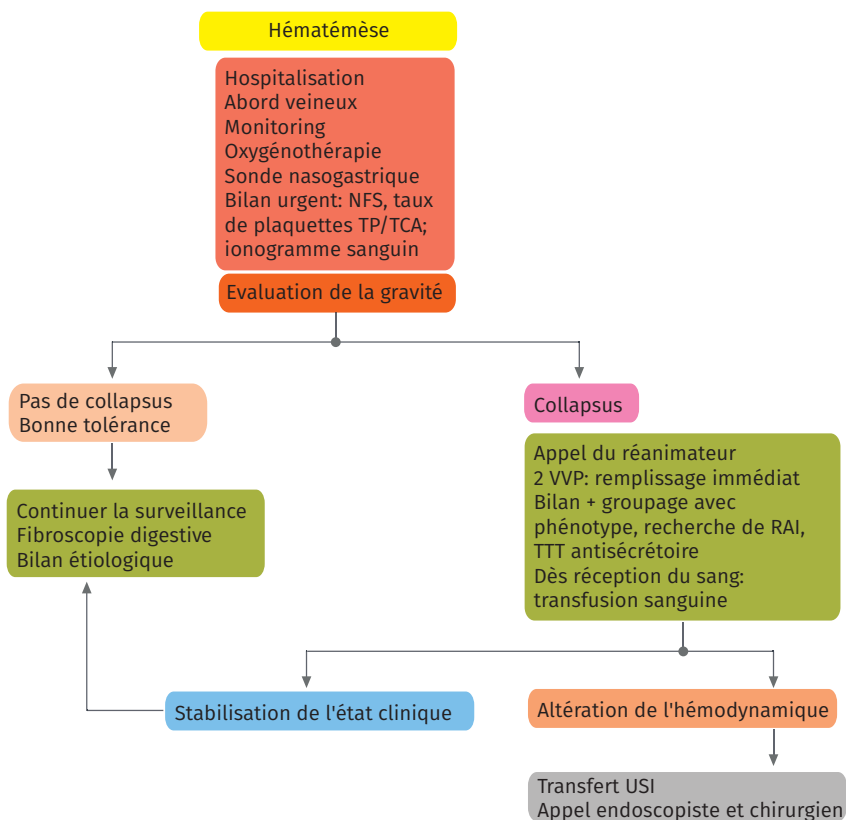 Hématémèse
Hospitalisation
Abord veineux
Monitoring
Oxygénothérapie
Sonde nasogastrique
Bilan urgent: NFS, taux
de plaquettes TP/TCA;
ionogramme sanguin
Evaluation de la gravité
Pas de collapsus
Bonne tolérance
Collapsus
Continuer la surveillance
Fibroscopie digestive
Bilan étiologique
Appel du réanimateur
2 VVP: remplissage immédiat
Bilan + groupage avec
phénotype, recherche de RAI,
TTT antisécrétoire
Dès réception du sang:
transfusion sanguine
Stabilisation de l'état clinique
Altération de l'hémodynamique
Transfert USI
Appel endoscopiste et chirurgien